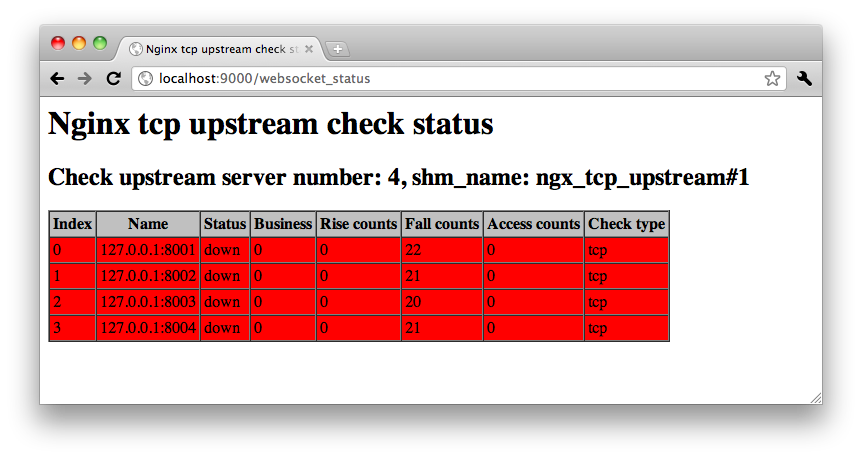 Nginx tcp upstream check st
localhost:9000/websocket_status
Nginx tcp upstream check status
Check upstream server number: 4, shm_name: ngx_tcp_upstream#1
Index Name Status Business Rise counts Fall counts Access counts Check type
0 127.0.0.1:8001 down 0 0 22 0 tcp
1 127.0.0.1:8002 down 0 0 21 0 tcp
2 127.0.0.1:8003 down 0 0 20 0 tcp
3 127.0.0.1:8004 down 0 0 21 0 tcp